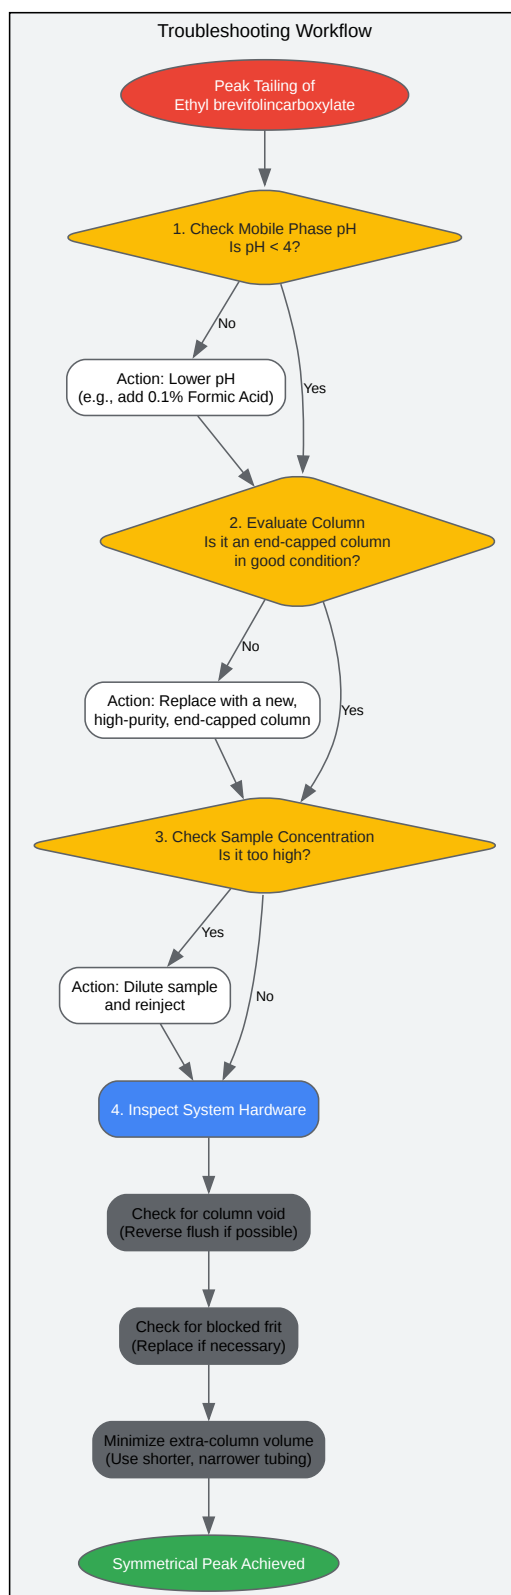 Troubleshooting Workflow
Peak Tailing of
Ethyl brevifolincarboxylate
1. Check Mobile Phase pH
Is pH < 4?
No
Action: Lower pH
(e.g., add 0.1% Formic Acid)
Yes
2. Evaluate Column
Is it an end-capped column
in good condition?
No
Action: Replace with a new,
high-purity, end-capped column
Yes
3. Check Sample Concentration
Is it too high?
Yes
Action: Dilute sample
and reinject
No
4. Inspect System Hardware
Check for column void
(Reverse flush if possible)
Check for blocked frit
(Replace if necessary)
Minimize extra-column volume
(Use shorter, narrower tubing)
Symmetrical Peak Achieved